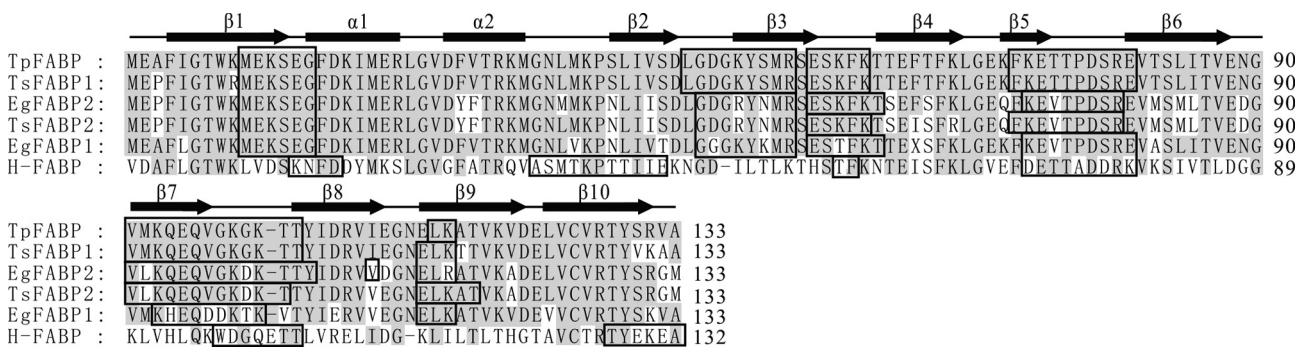 β1 α1 α2 β2 β3 β4 β5 β6
TpFABP : MEAFIGTWKMEKSEGFDKIMERLGVDFVTRKMGNLMKPSLIVSDLGDGKYSMRSESKFKTTEFTFKLGEKFKETTPDSREVTSLITVENG 90
TsFABP1: MEAFIGTWKMEKSEGFDKIMERLGVDFVTRKMGNLMKPSLIVSDLGDGKYSMRSESKFKTTEFTFKLGEKFKETTPDSREVTSLITVENG 90
EgFABP2: MEPFIGTWKMEKSEGFDKIMERLGVDYFTRKMGNMMKPNLIISDLGDGRYNMRSESKFKTSEFSFKLGEQFKEVTPDSREVMSMLTVEDG 90
TsFABP2: MEPFIGTWKMEKSEGFDKIMERLGVDYFTRKMGNLMKPNLIISDLGDGRYNMRSESKFKTSEISFRLGEQFKEVTPDSREVMSMLTVEDG 90
EgFABP1: MEAFLGTWKMEKSEGFDKIMERLGVDFVTRKMGNLVKPNLIVTDLGGGKYKMRSESTFKTTEXSFKLGEKFKEVTPDSREVASLITVENG 90
H-FABP : VDAFLGTWKLVDSKNFDDYMKSLGVGFATRQVASMTKPTTIIEKNGD-ILTLKTHSTFKNTEISFKLGVEFDETTADDRKVKSIVTLDGG 89
β7 β8 β9 β10
TpFABP : VMKQEQVGKGK-TTYIDRVIEGNELKATVKVDELVCVRTYSRVA 133
TsFABP1: VMKQEQVGKGK-TTYIDRVIEGNELKTTVKVDELVCVRTYVKAA 133
EgFABP2: VLKQEQVGKDK-TTYIDRVVDGNELRATVKADELVCVRTYSRGM 133
TsFABP2: VLKQEQVGKDK-TTYIDRVVEGNELKATVKADELVCVRTYSRGM 133
EgFABP1: VMKHEQDDKTK-VTYIERVVEGNELKATVKVDEVVCVRTYSKVA 133
H-FABP : KLVHLQKWDGQETTLVRELIDG-KLILTLTHGTAVCTRTYEKEA 132